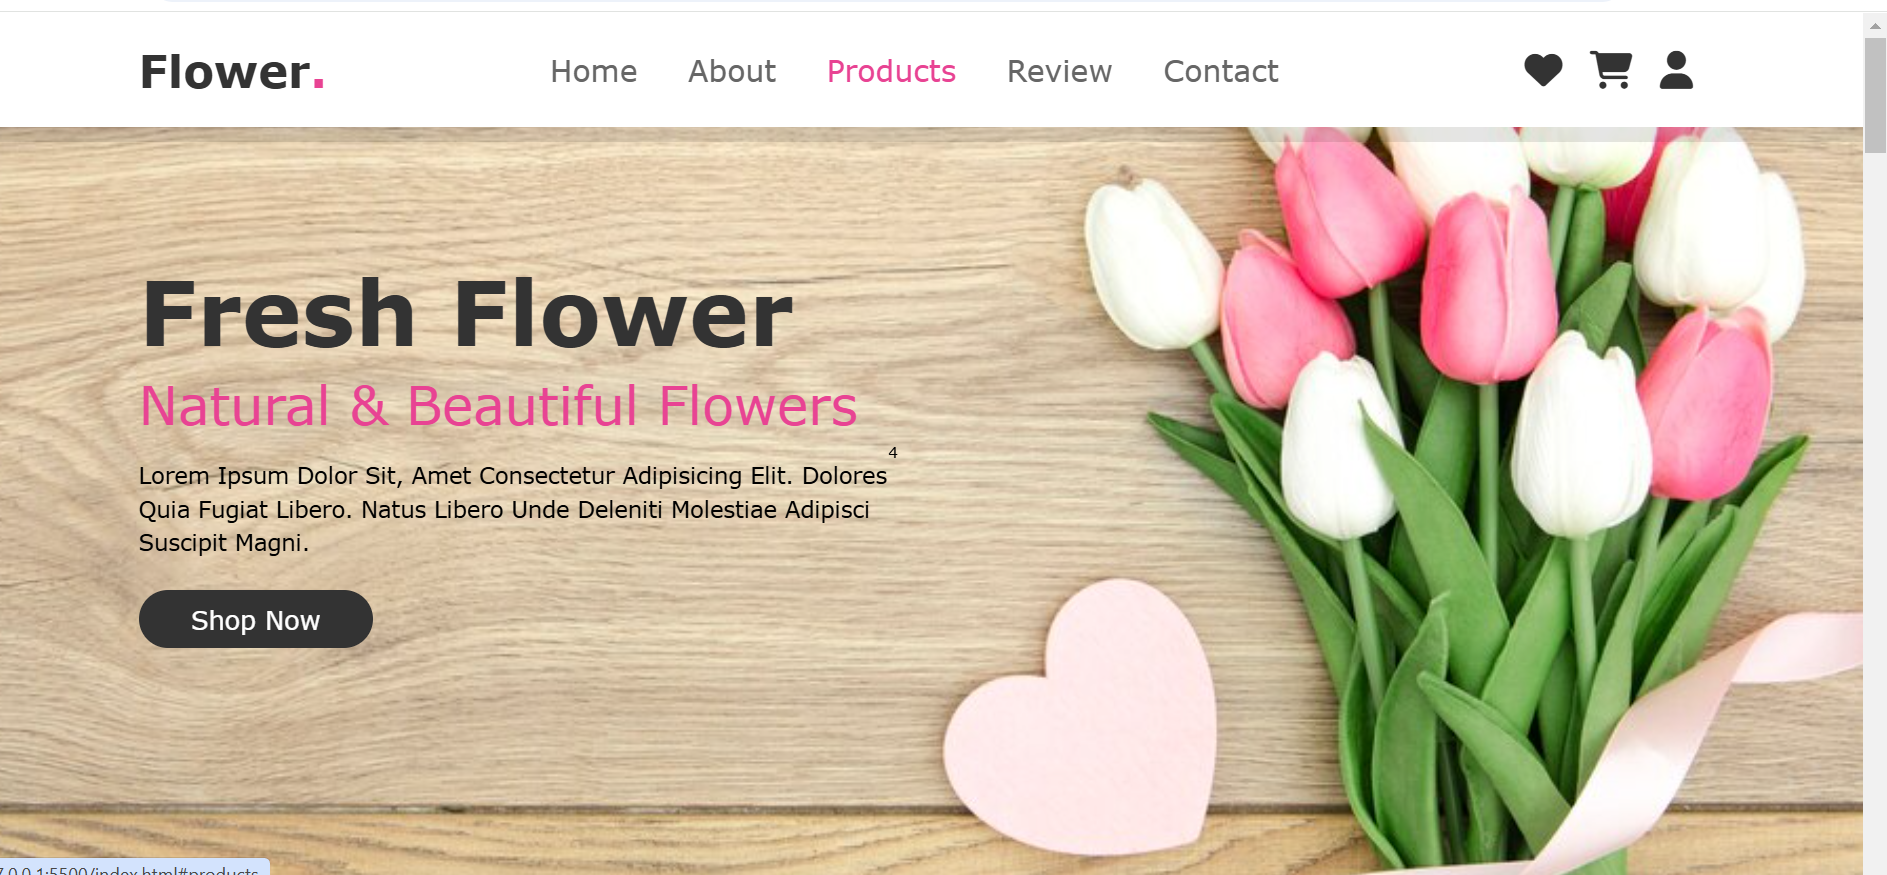 Flower.
Home About Products Review Contact
Fresh Flower
Natural & Beautiful Flowers
4
Lorem Ipsum Dolor Sit, Amet Consectetur Adipisicing Elit. Dolores
Quia Fugiat Libero. Natus Libero Unde Deleniti Molestiae Adipisci
Suscipit Magni.
Shop Now
7.0.0.1:5500/index.html#products